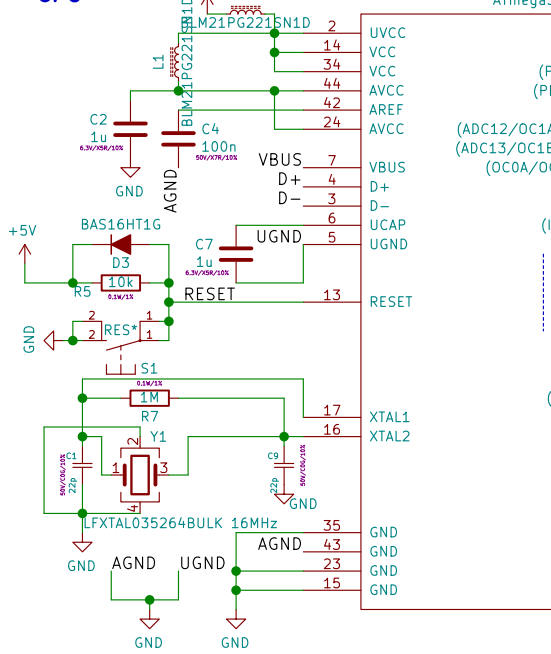 BLM21PG221SN1D
2 UVCC
14 VCC
34 VCC
L1
BLM21PG221SN1D
44 AVCC
42 AREF
24 AVCC
C2
1u
6.3V/X5R/10%
GND
C4
100n
50V/X7R/10%
AGND
(ADC12/OC1A
(ADC13/OC1B
(OC0A/OC
VBUS 7 VBUS
D+ 4 D+
D- 3 D-
6 UCAP
UGND 5 UGND
C7
1u
6.3V/X5R/10%
+5V
BAS16HT1G
D3
10k
R5
0.1W/1%
RESET 13 RESET
GND
2 1
2 RES* 1
S1
0.1W/1%
1M
R7
17 XTAL1
16 XTAL2
Y1
C1
22p
50V/C0G/10%
1 2 3 4
C9
22p
50V/C0G/10%
GND
LFXTAL035264BULK 16MHz
GND
35 GND
AGND 43 GND
23 GND
15 GND
AGND UGND
GND
GND